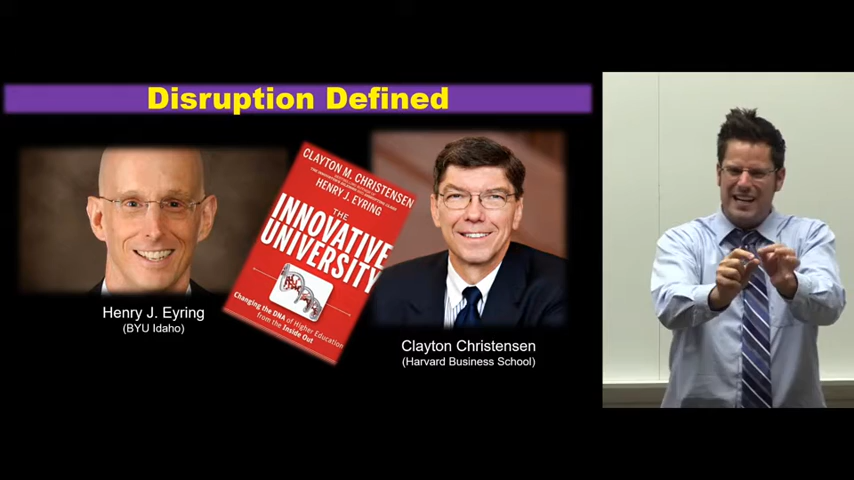 Disruption Defined
Henry J. Eyring
(BYU Idaho)
CLAYTON M. CHRISTENSEN
HENRY J. EYRING
THE
INNOVATIVE
UNIVERSITY
Changing the DNA of Higher Education
from the Inside Out
Clayton Christensen
(Harvard Business School)